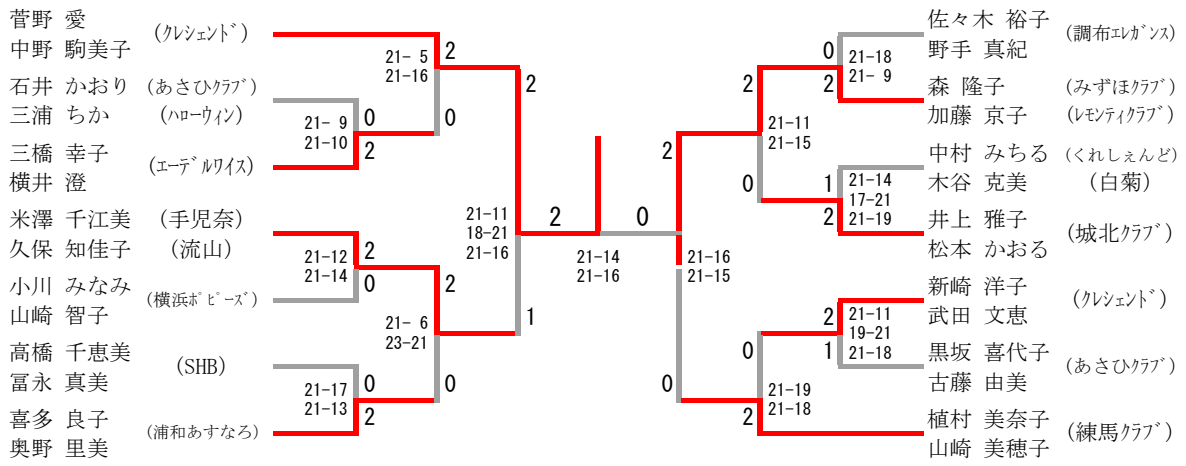 菅野 愛
中野 駒美子
(クレシェンド)
石井 かおり (あさひクラブ)
三浦 ちか (ハローウィン)
三橋 幸子
横井 澄
(エーデルワイス)
米澤 千江美 (手児奈)
久保 知佳子 (流山)
小川 みなみ
山崎 智子
(横浜ポピーズ)
高橋 千恵美
冨永 真美
(SHB)
喜多 良子
奥野 里美
(浦和あすなろ)
21- 9
21-10
0
2
21- 5
21-16
2
0
21-12
21-14
2
0
21-17
21-13
0
2
21- 6
23-21
2
0
21-11
18-21
21-16
2
1
2
0
21-14
21-16
21-16
21-15
2
0
21-11
21-15
2
0
21-19
21-18
0
2
21-18
21- 9
0
2
21-14
17-21
21-19
1
2
21-11
19-21
21-18
2
1
佐々木 裕子
野手 真紀
(調布エレガンス)
森 隆子 (みずほクラブ)
加藤 京子 (レモンティクラブ)
中村 みちる (くれしぇんど)
木谷 克美 (白菊)
井上 雅子
松本 かおる
(城北クラブ)
新崎 洋子
武田 文恵
(クレシェンド)
黒坂 喜代子
古藤 由美
(あさひクラブ)
植村 美奈子
山崎 美穂子
(練馬クラブ)